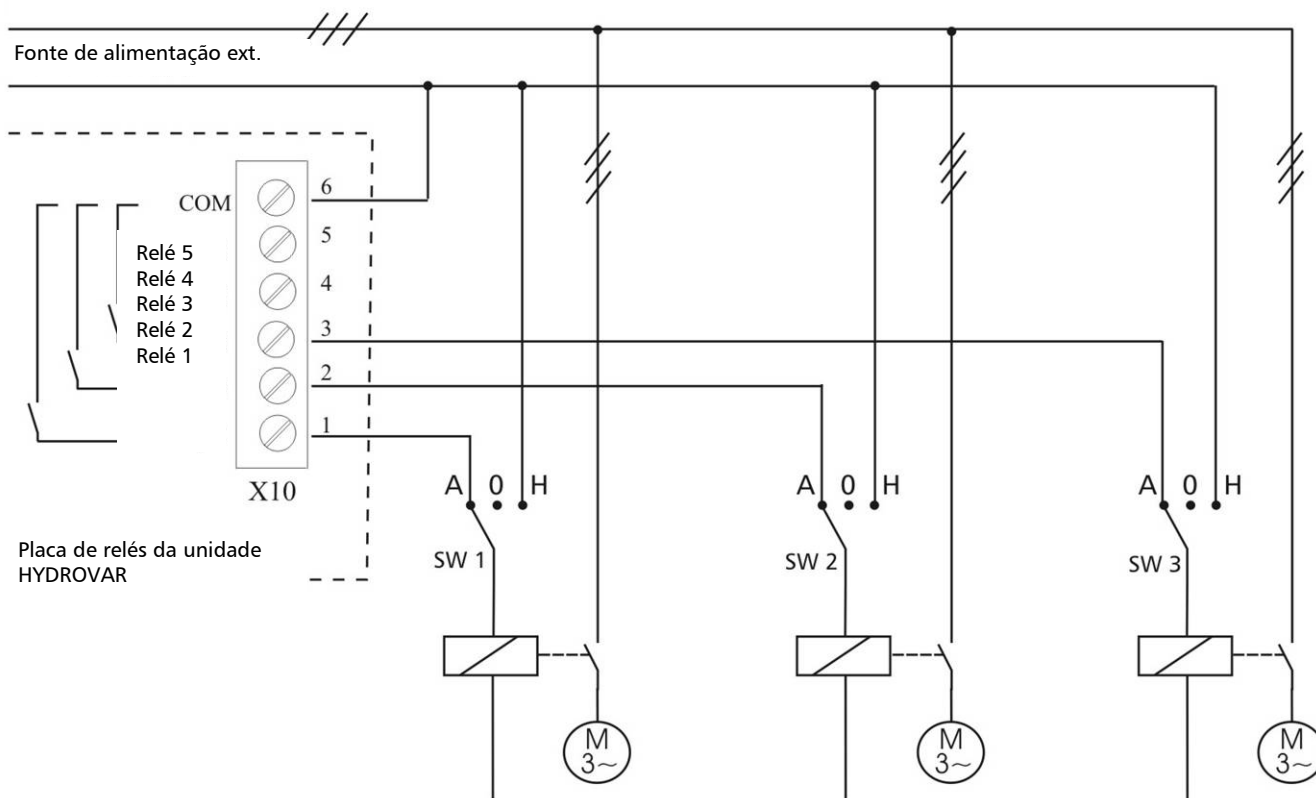 Fonte de alimentação ext.
COM
6
5
4
3
2
1
Relé 5
Relé 4
Relé 3
Relé 2
Relé 1
X10
Placa de relés da unidade
HYDROVAR
A 0 H
SW 1
A 0 H
SW 2
A 0 H
SW 3
M
3~
M
3~
M
3~